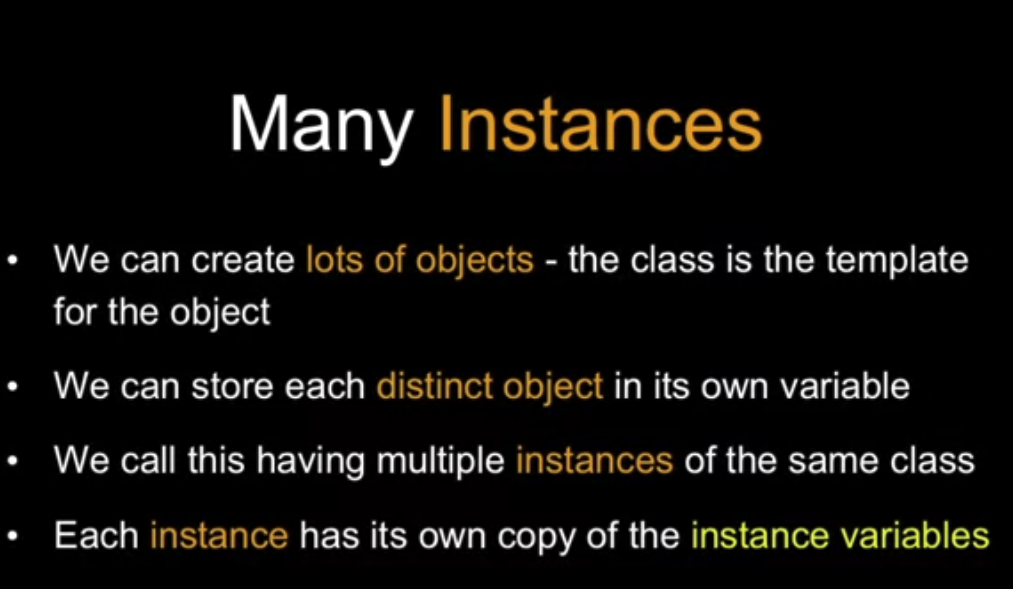 Many Instances
• We can create lots of objects - the class is the template
for the object
• We can store each distinct object in its own variable
• We call this having multiple instances of the same class
• Each instance has its own copy of the instance variables